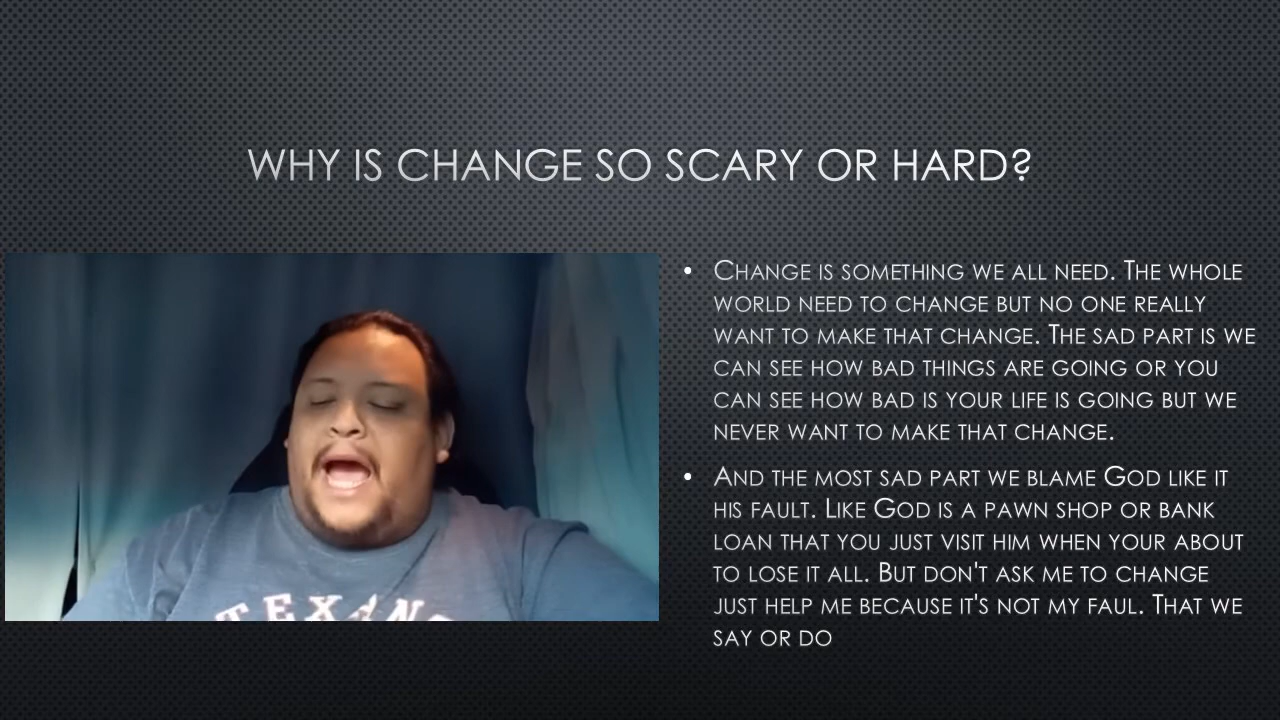 WHY IS CHANGE SO SCARY OR HARD?
• CHANGE IS SOMETHING WE ALL NEED. THE WHOLE
WORLD NEED TO CHANGE BUT NO ONE REALLY
WANT TO MAKE THAT CHANGE. THE SAD PART IS WE
CAN SEE HOW BAD THINGS ARE GOING OR YOU
CAN SEE HOW BAD IS YOUR LIFE IS GOING BUT WE
NEVER WANT TO MAKE THAT CHANGE.
• AND THE MOST SAD PART WE BLAME GOD LIKE IT
HIS FAULT. LIKE GOD IS A PAWN SHOP OR BANK
LOAN THAT YOU JUST VISIT HIM WHEN YOUR ABOUT
TO LOSE IT ALL. BUT DON'T ASK ME TO CHANGE
JUST HELP ME BECAUSE IT'S NOT MY FAUL. THAT WE
SAY OR DO
TEXANS